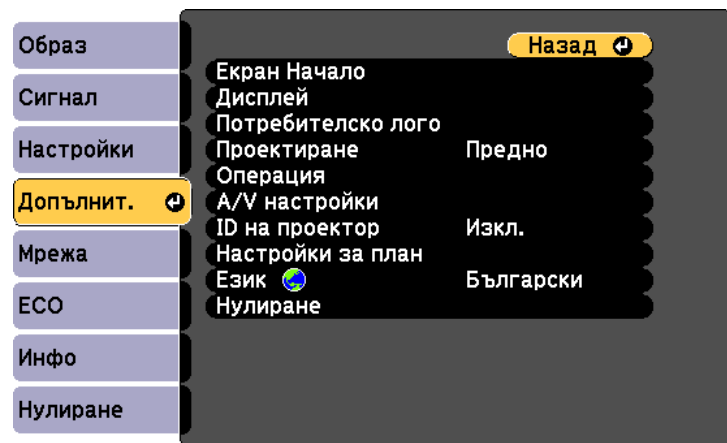 Образ
Сигнал
Настройки
Допълнит.
Мрежа
ECO
Инфо
Нулиране
Назад
Екран Начало
Дисплей
Потребителско лого
Проектиране Предно
Операция
A/V настройки
ID на проектор Изкл.
Настройки за план
Език Български
Нулиране